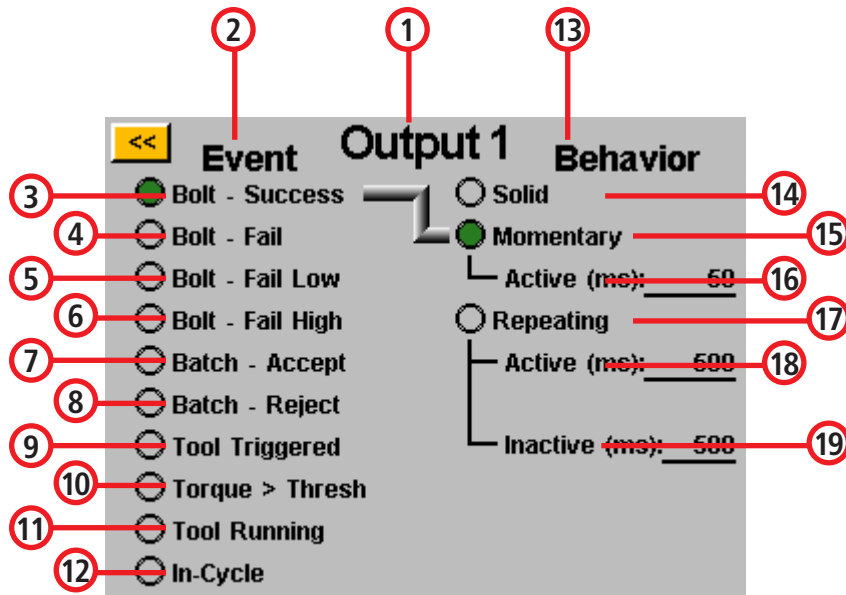 2
1
13
<<
Event
Output 1
Behavior
3
Bolt - Success
Solid
14
4
Bolt - Fail
Momentary
15
5
Bolt - Fail Low
Active (ms): 50
16
6
Bolt - Fail High
Repeating
17
7
Batch - Accept
Active (ms): 500
18
8
Batch - Reject
9
Tool Triggered
Inactive (ms): 500
19
10
Torque > Thresh
11
Tool Running
12
In-Cycle